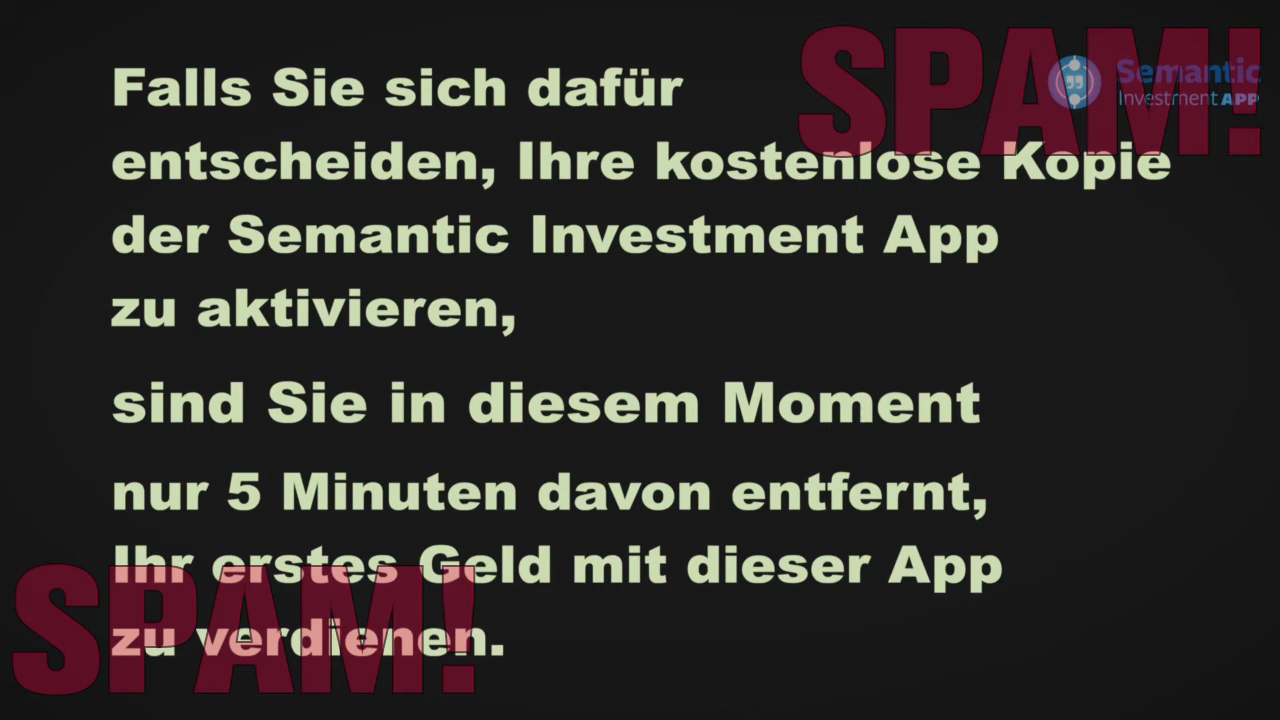 SPAM!
Semantic
Investment APP
Falls Sie sich dafür
entscheiden, Ihre kostenlose Kopie
der Semantic Investment App
zu aktivieren,
sind Sie in diesem Moment
nur 5 Minuten davon entfernt,
Ihr erstes Geld mit dieser App
zu verdienen.
SPAM!